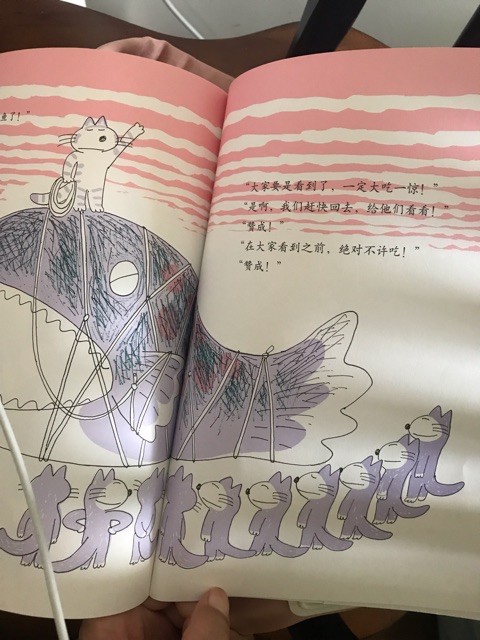 鱼了！”
“大家要是看到了，一定大吃一惊！”
“是啊，我们赶快回去，给他们看看！”
“赞成！”
“在大家看到之前，绝对不许吃！”
“赞成！”